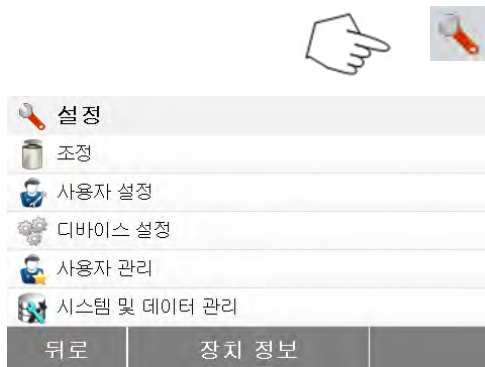 설정
조정
사용자 설정
디바이스 설정
사용자 관리
시스템 및 데이터 관리
뒤로 장치 정보